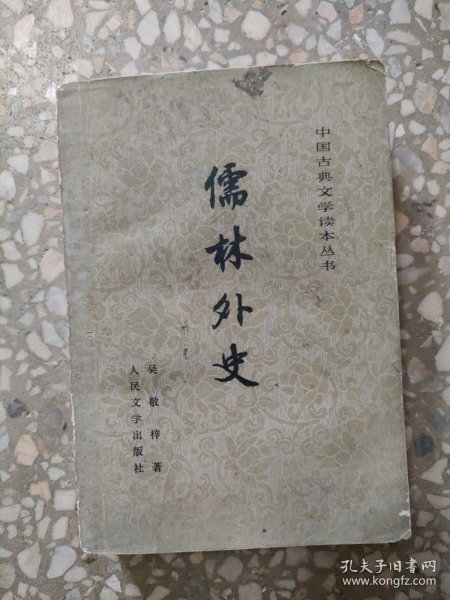 中国古典文学读本丛书
儒林外史
吴敬梓著
人民文学出版社
孔夫子旧书网
www.kongfz.com